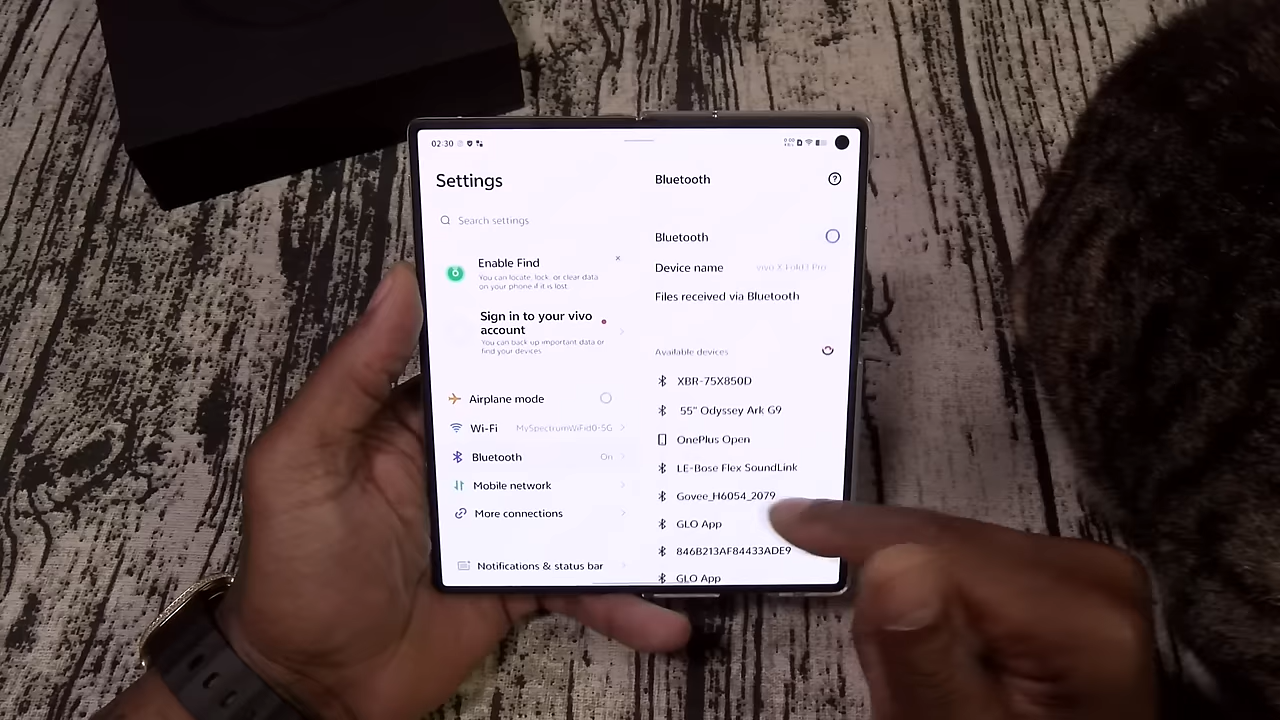 02:30
Settings
Search settings
Enable Find
You can locate, lock, or clear data
on your phone if it is lost.
Sign in to your vivo
account
You can back up important data or
find your devices
Airplane mode
Wi-Fi MySpectrumWiFid0-5G
Bluetooth On
Mobile network
More connections
Notifications & status bar
Bluetooth
Bluetooth
Device name vivo X Fold
Files received via Bluetooth
Available devices
XBR-75X850D
55" Odyssey Ark G9
OnePlus Open
LE-Bose Flex SoundLink
Govee_H6054_2079
GLO App
846B213AF84433ADE9
GLO App